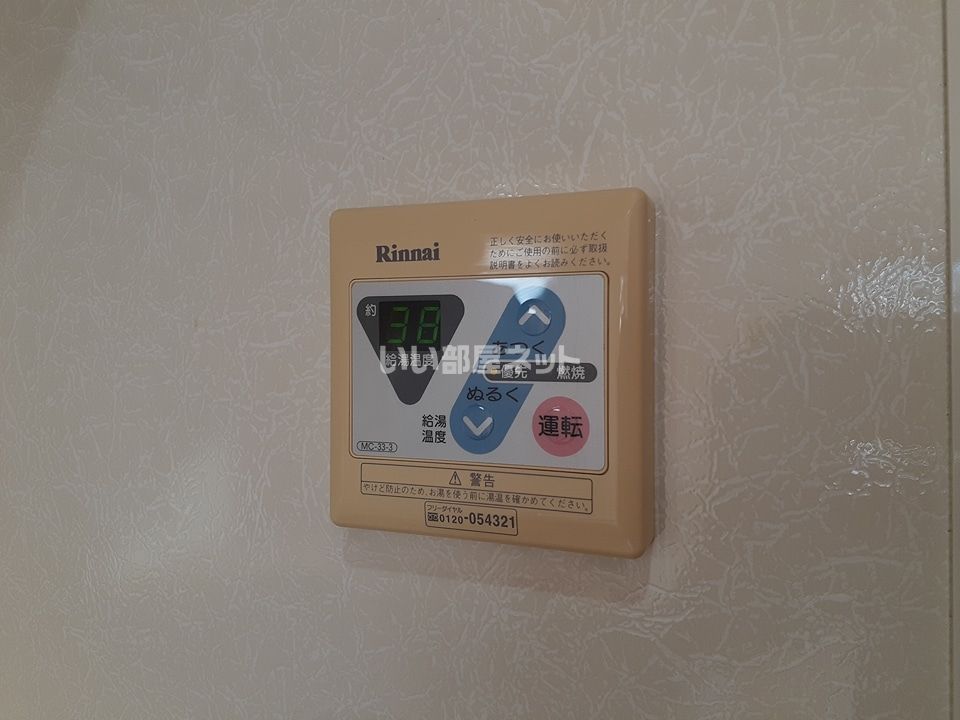 Rinnai
正しく安全にお使いいただく
ためにご使用の前に必ず取扱
説明書をよくお読みください。
約
38
給湯温度
あつく
いい部屋ネット
優先 燃焼
ぬるく
給湯
温度
運転
MC-33-3
警告
やけど防止のため、お湯を使う前に湯温を確かめてください。
フリーダイヤル
0120-054321